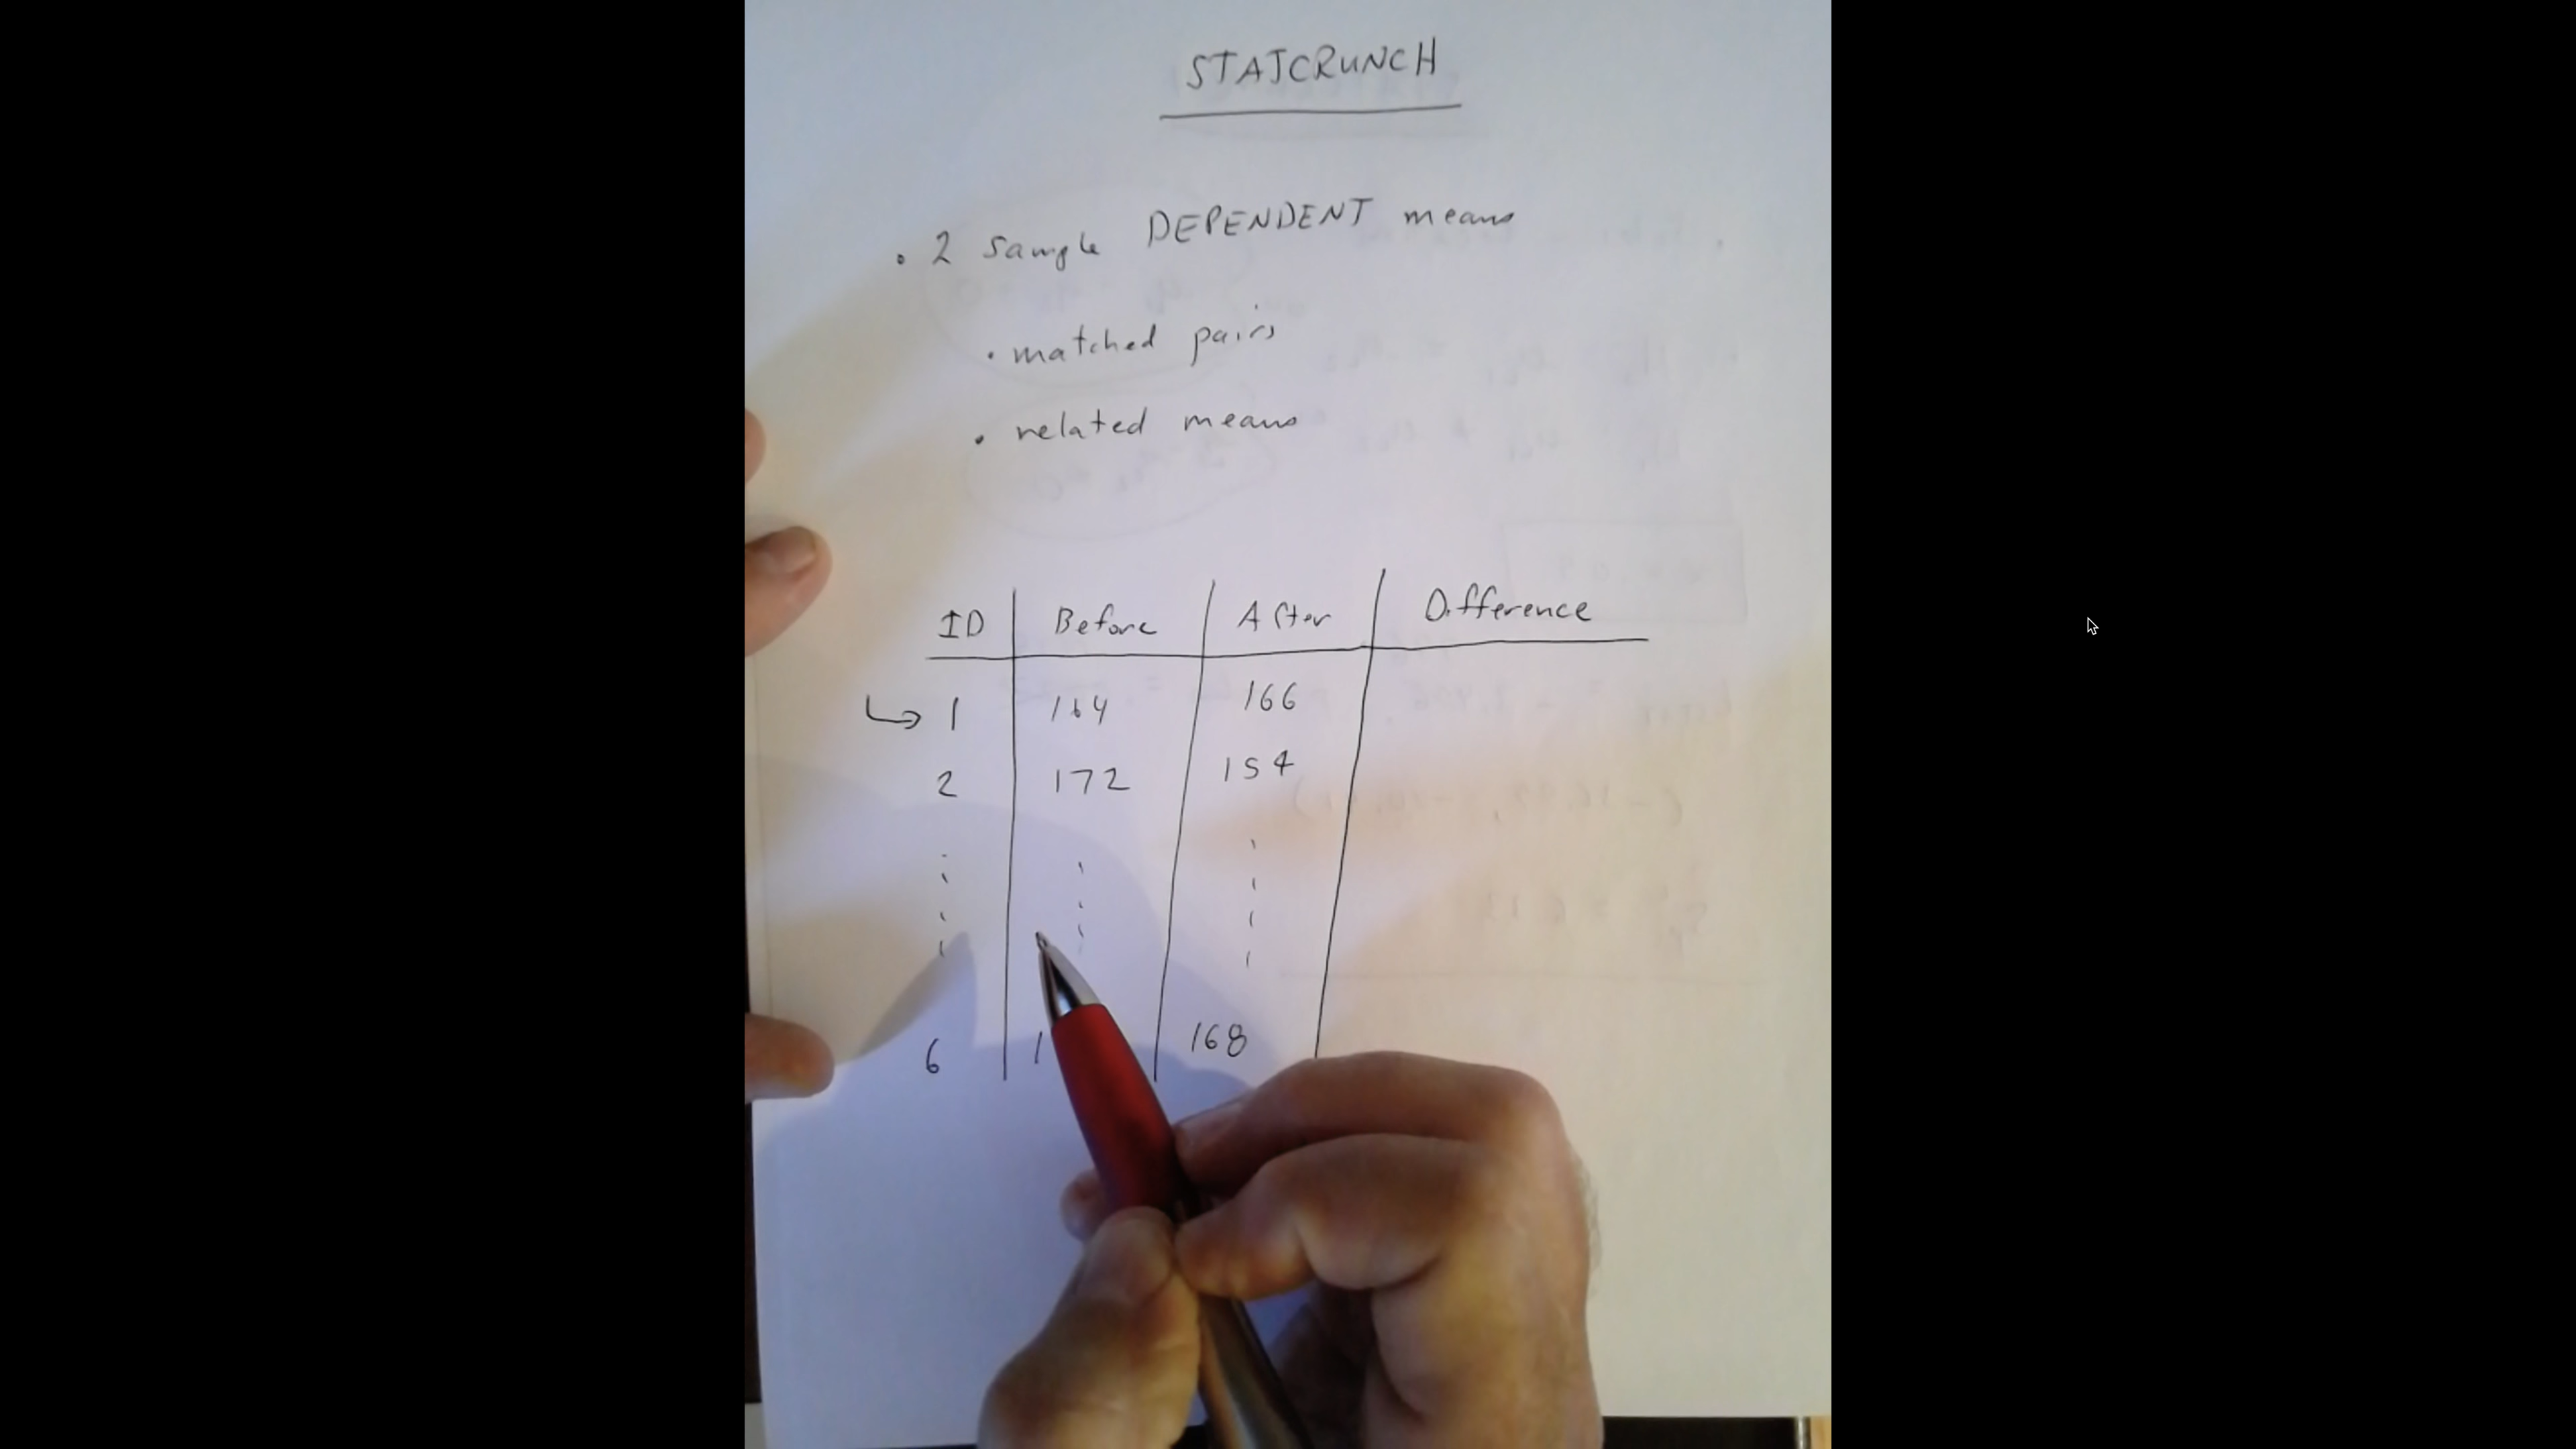 STATCRUNCH
• 2 Sample DEPENDENT means
• matched pairs
• related means
ID Before After Difference
1 164 166
2 172 154
6 1 168